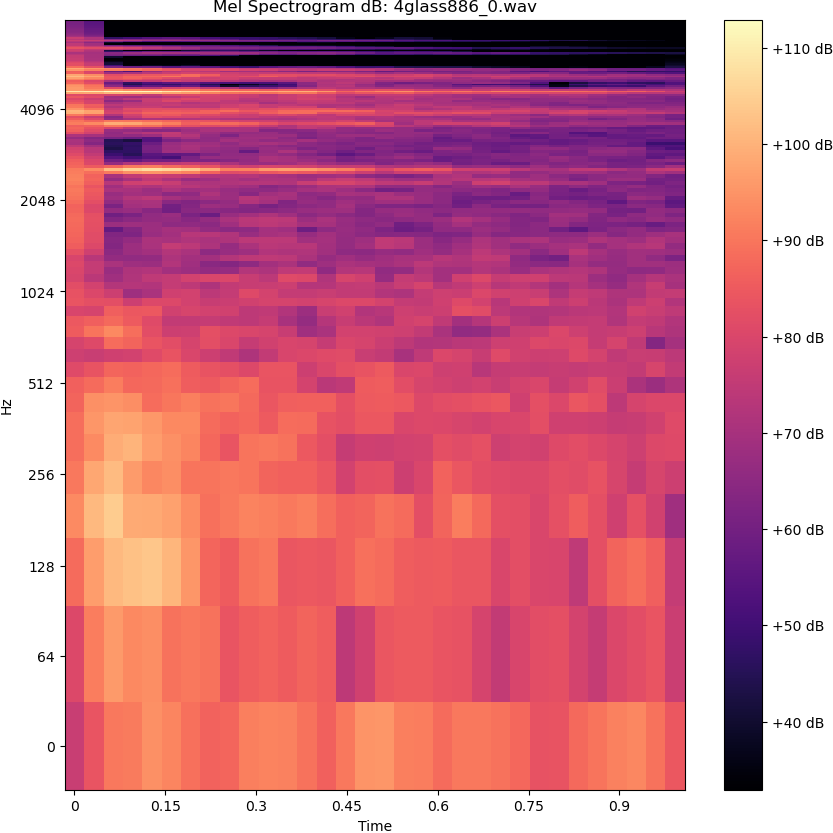 Mel Spectrogram dB: 4glass886_0.wav
+110 dB
4096
+100 dB
2048
+90 dB
1024
+80 dB
512
Hz
+70 dB
256
+60 dB
128
+50 dB
64
+40 dB
0
0 0.15 0.3 0.45 0.6 0.75 0.9
Time